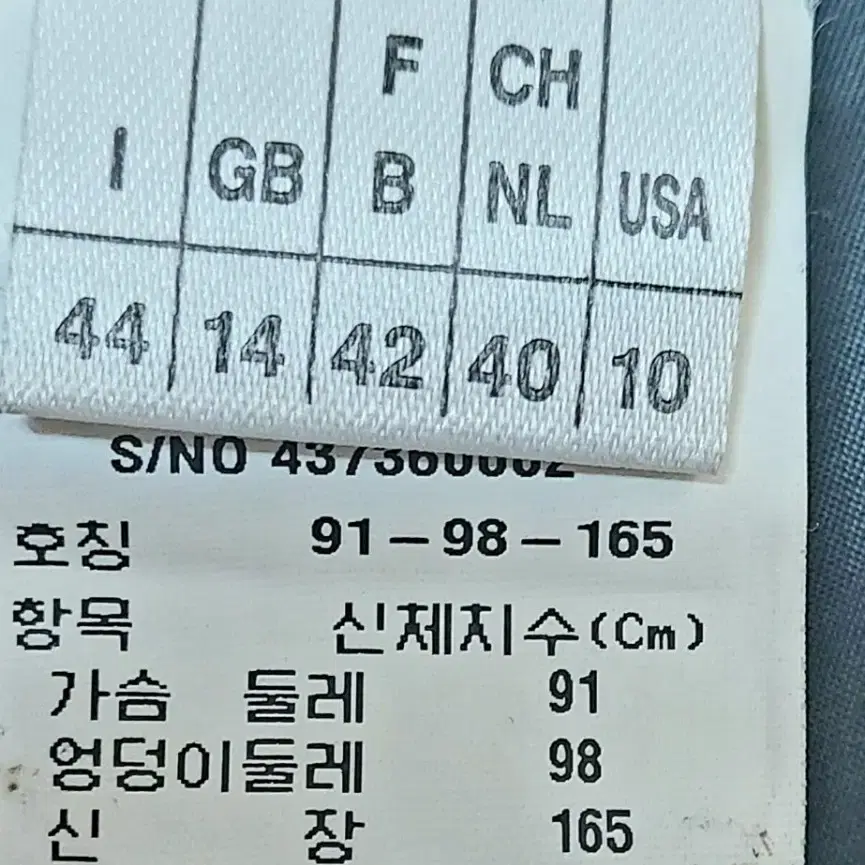 F CH
I GB B NL USA
44 14 42 40 10
S/NO
호칭 91-98-165
항목 신체치수(Cm)
가슴 둘레 91
엉덩이둘레 98
신 장 165